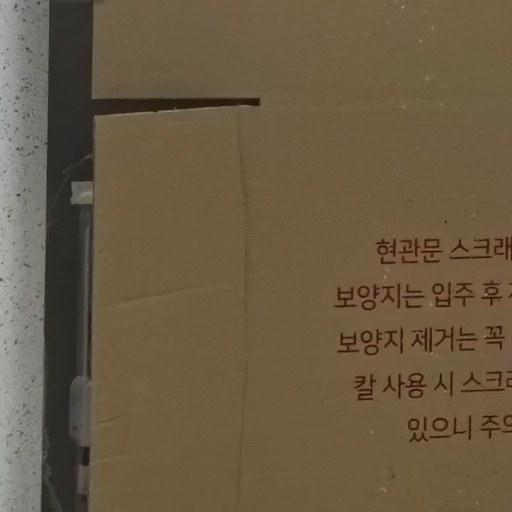 현관문 스크래
보양지는 입주 후
보양지 제거는 꼭
칼 사용 시 스크래
있으니 주의